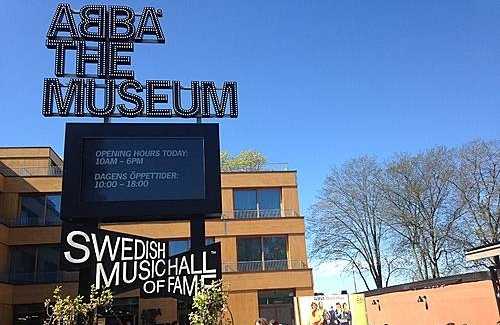 ABBA
THE
MUSEUM
OPENING HOURS TODAY:
10AM – 6PM
DAGENS ÖPPETTIDER:
10:00 – 18:00
SWEDISH
MUSIC HALL
OF FAME